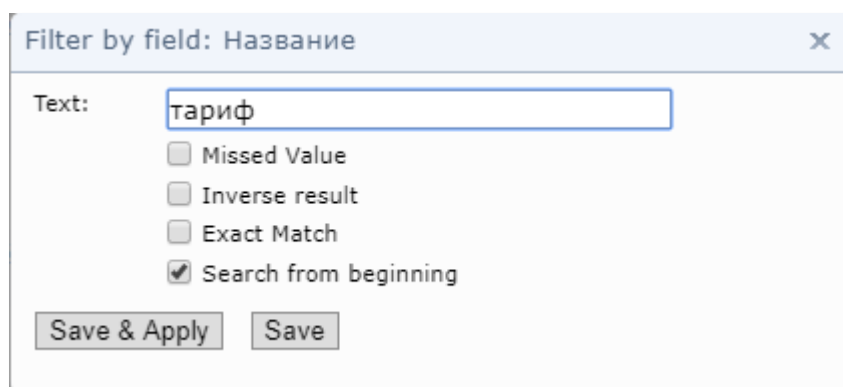 Filter by field: Название
Text: тариф
Missed Value
Inverse result
Exact Match
Search from beginning
Save & Apply Save